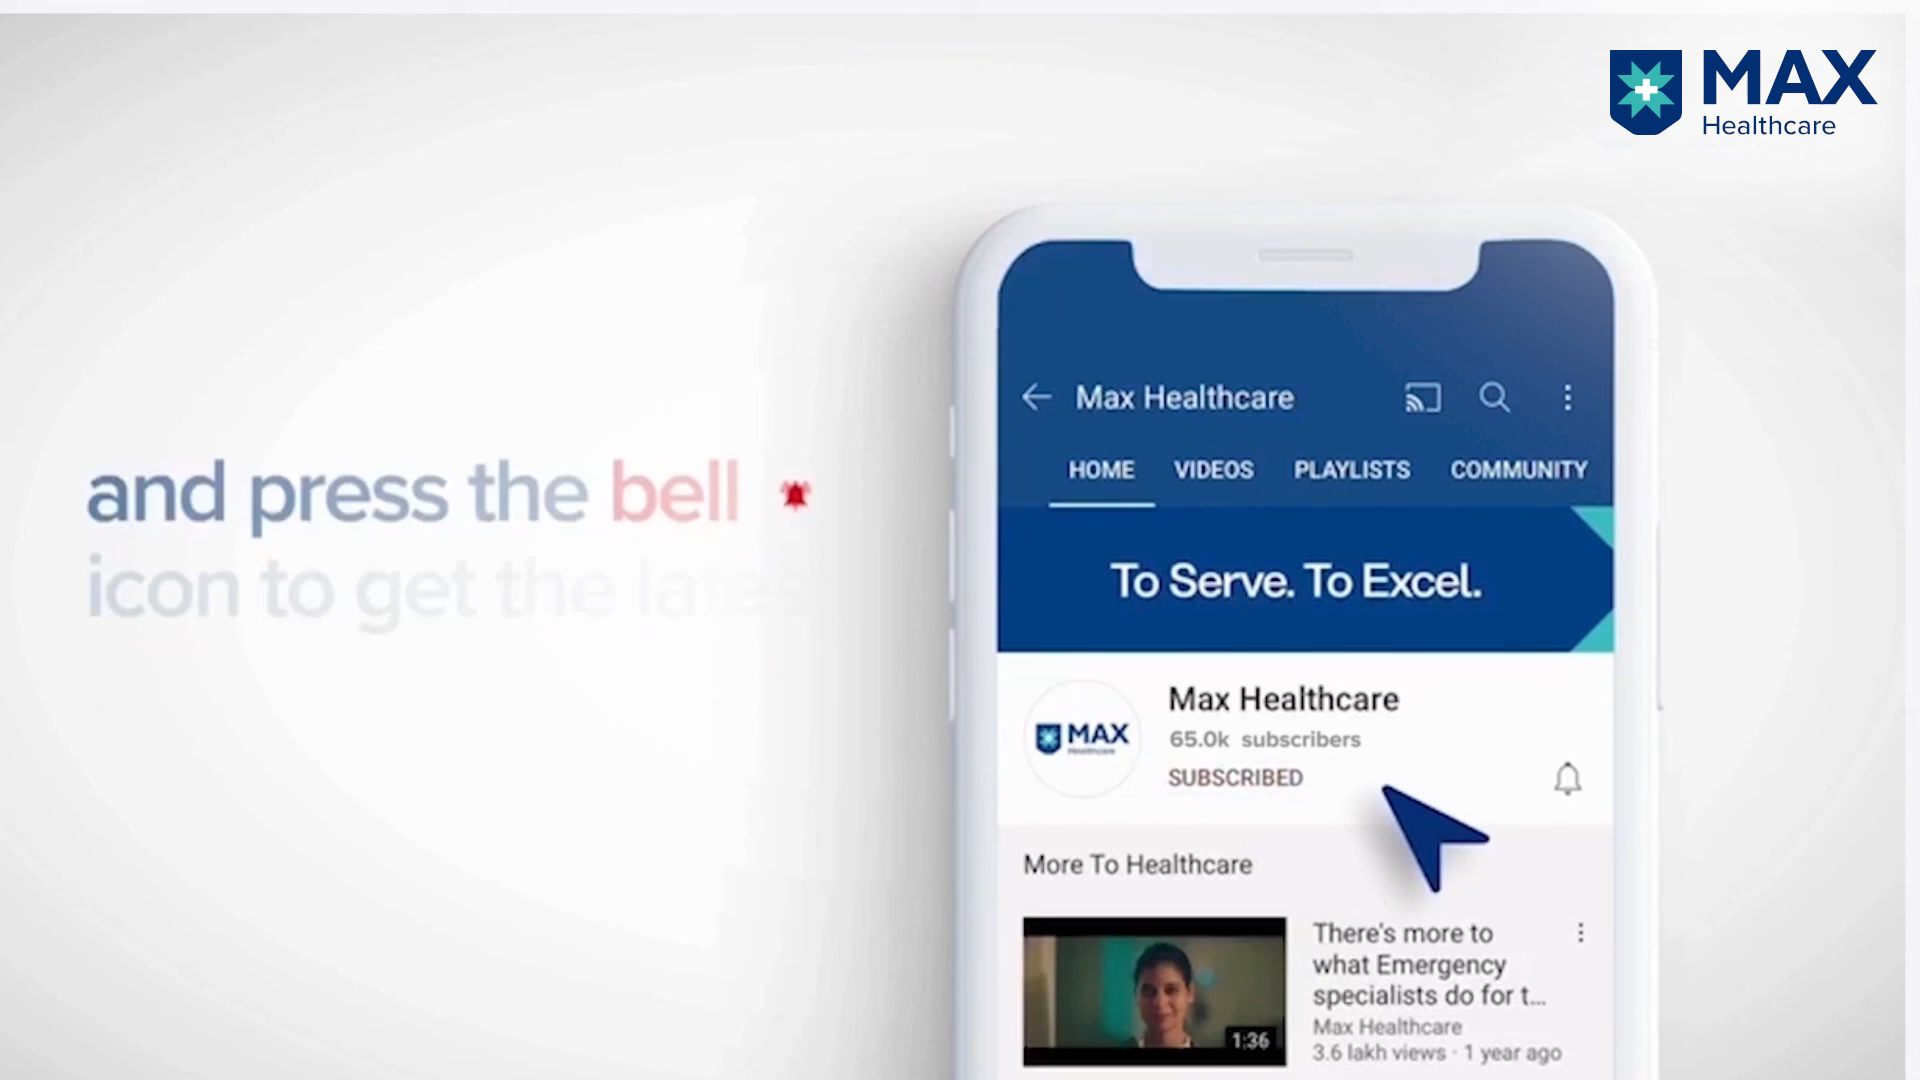 MAX
Healthcare
and press the bell
icon to get the latest
Max Healthcare
HOME VIDEOS PLAYLISTS COMMUNITY
To Serve. To Excel.
MAX
Healthcare
Max Healthcare
65.0k subscribers
SUBSCRIBED
More To Healthcare
There's more to
what Emergency
specialists do for t...
Max Healthcare
3.6 lakh views · 1 year ago
1:36